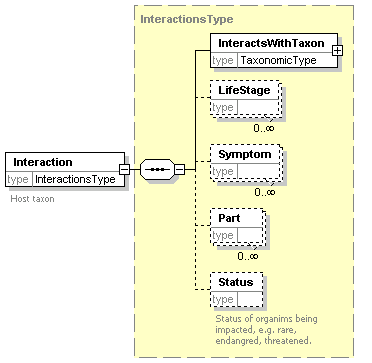 InteractionsType
InteractsWithTaxon
type TaxonomicType
LifeStage
type
0..∞
Symptom
type
0..∞
Interaction
type InteractionsType
Host taxon
Part
type
0..∞
Status
type
Status of organims being
impacted, e.g. rare,
endangred, threatened.